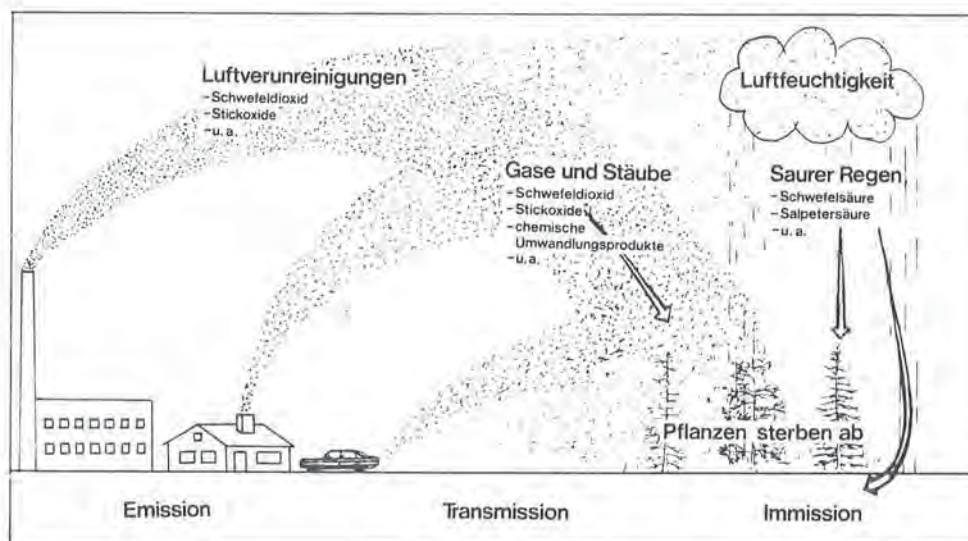 Luftverunreinigungen
-Schwefeldioxid
-Stickoxide
-u. a.
Luftfeuchtigkeit
Gase und Stäube
-Schwefeldioxid
-Stickoxide
-chemische
Umwandlungsprodukte
-u. a.
Saurer Regen
-Schwefelsäure
-Salpetersäure
-u. a.
Pflanzen sterben ab
Emission
Transmission
Immission